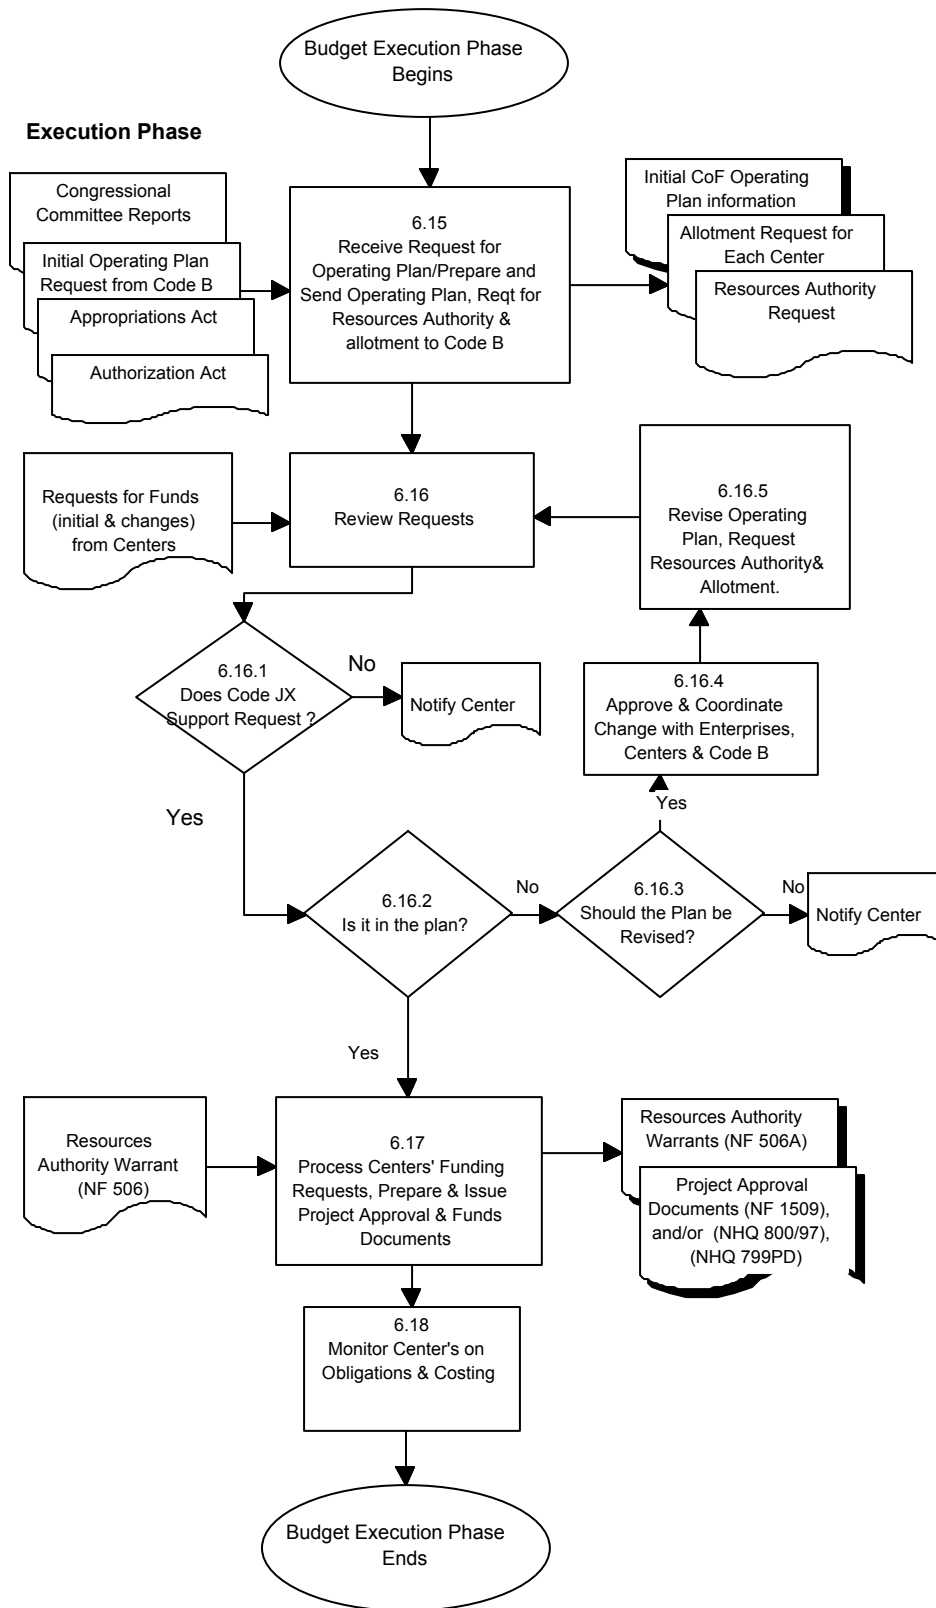 Budget Execution Phase
Begins
Execution Phase
Congressional
Committee Reports
Initial Operating Plan
Request from Code B
Appropriations Act
Authorization Act
6.15
Receive Request for
Operating Plan/Prepare and
Send Operating Plan, Reqt for
Resources Authority &
allotment to Code B
Initial CoF Operating
Plan information
Allotment Request for
Each Center
Resources Authority
Request
Requests for Funds
(initial & changes)
from Centers
6.16
Review Requests
6.16.5
Revise Operating
Plan, Request
Resources Authority&
Allotment.
6.16.1
Does Code JX
Support Request ?
No
Notify Center
6.16.4
Approve & Coordinate
Change with Enterprises,
Centers & Code B
Yes
Yes
6.16.2
Is it in the plan?
No
6.16.3
Should the Plan be
Revised?
No
Notify Center
Yes
Resources
Authority Warrant
(NF 506)
6.17
Process Centers' Funding
Requests, Prepare & Issue
Project Approval & Funds
Documents
Resources Authority
Warrants (NF 506A)
Project Approval
Documents (NF 1509),
and/or (NHQ 800/97),
(NHQ 799PD)
6.18
Monitor Center's on
Obligations & Costing
Budget Execution Phase
Ends